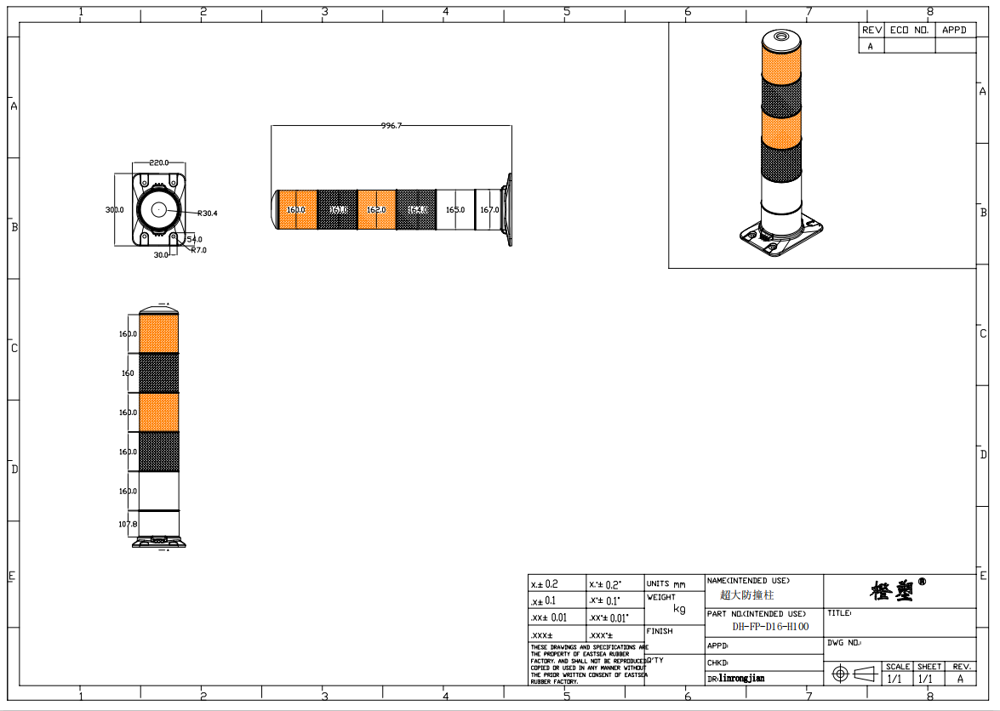 1 2 3 4 5 6 7 8
REV ECO NO. APPD
A
A A
B B
C C
D D
E E
996.7
220.0
300.0
R30.4
54.0
R7.0
30.0
160.0 161.0 162.0 164.0 165.0 167.0
A
160.0
160
160.0
160.0
160.0
107.8
A
X.± 0.2 X.°± 0.2°
.X± 0.1 .X°± 0.1°
.XX± 0.01 .XX°± 0.01°
.XXX± .XXX°±
THESE DRAWINGS AND SPECIFICATIONS ARE
THE PROPERTY OF EASTSEA RUBBER
FACTORY. AND SHALL NOT BE REPRODUCED
COPIED OR USED IN ANY MANNER WITHOUT
THE PRIOR WRITTEN CONSENT OF EASTSEA
RUBBER FACTORY.
UNITS mm
WEIGHT
kg
FINISH
Q'TY
NAME(INTENDED USE)
超大防撞柱
PART NO.(INTENDED USE)
DH-FP-D16-H100
APPD:
CHKD:
DR:linrongjian
橙塑®
TITLE:
DWG NO.:
SCALE SHEET REV.
1/1 1/1 A
1 2 3 4 5 6 7 8